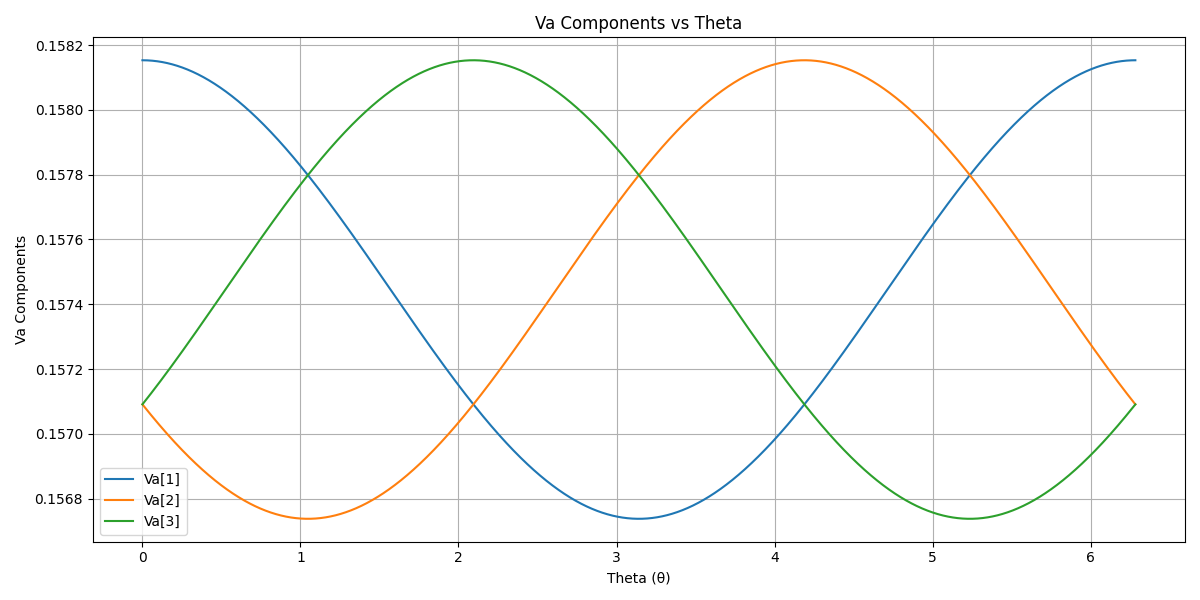 Va Components vs Theta
Va Components
0.1582
0.1580
0.1578
0.1576
0.1574
0.1572
0.1570
0.1568
Va[1]
Va[2]
Va[3]
0 1 2 3 4 5 6
Theta (θ)